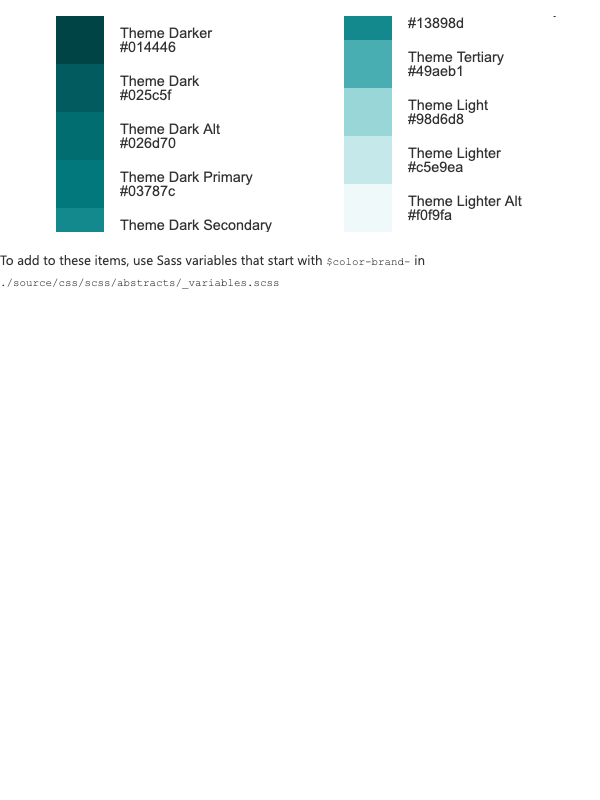 Theme Darker
#014446
Theme Dark
#025c5f
Theme Dark Alt
#026d70
Theme Dark Primary
#03787c
Theme Dark Secondary
#13898d
Theme Tertiary
#49aeb1
Theme Light
#98d6d8
Theme Lighter
#c5e9ea
Theme Lighter Alt
#f0f9fa
To add to these items, use Sass variables that start with $color-brand- in
./source/css/scss/abstracts/_variables.scss